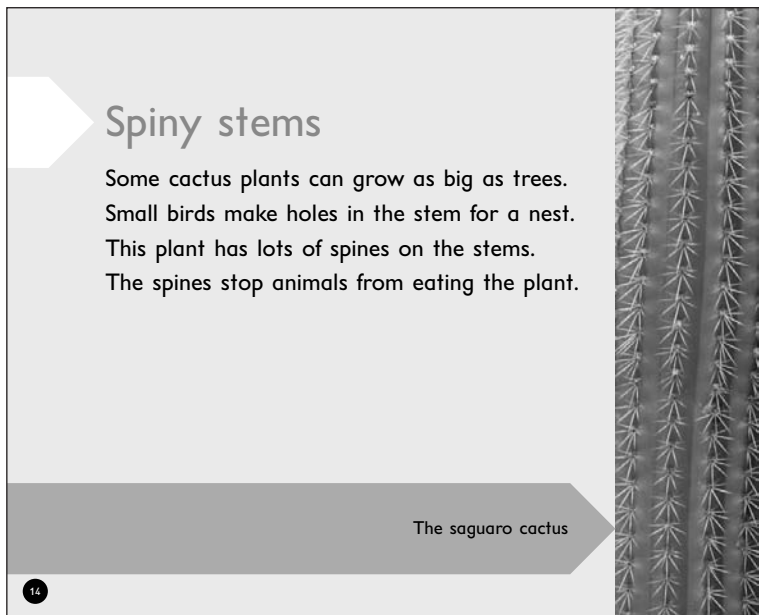 Spiny stems
Some cactus plants can grow as big as trees.
Small birds make holes in the stem for a nest.
This plant has lots of spines on the stems.
The spines stop animals from eating the plant.
The saguaro cactus
14